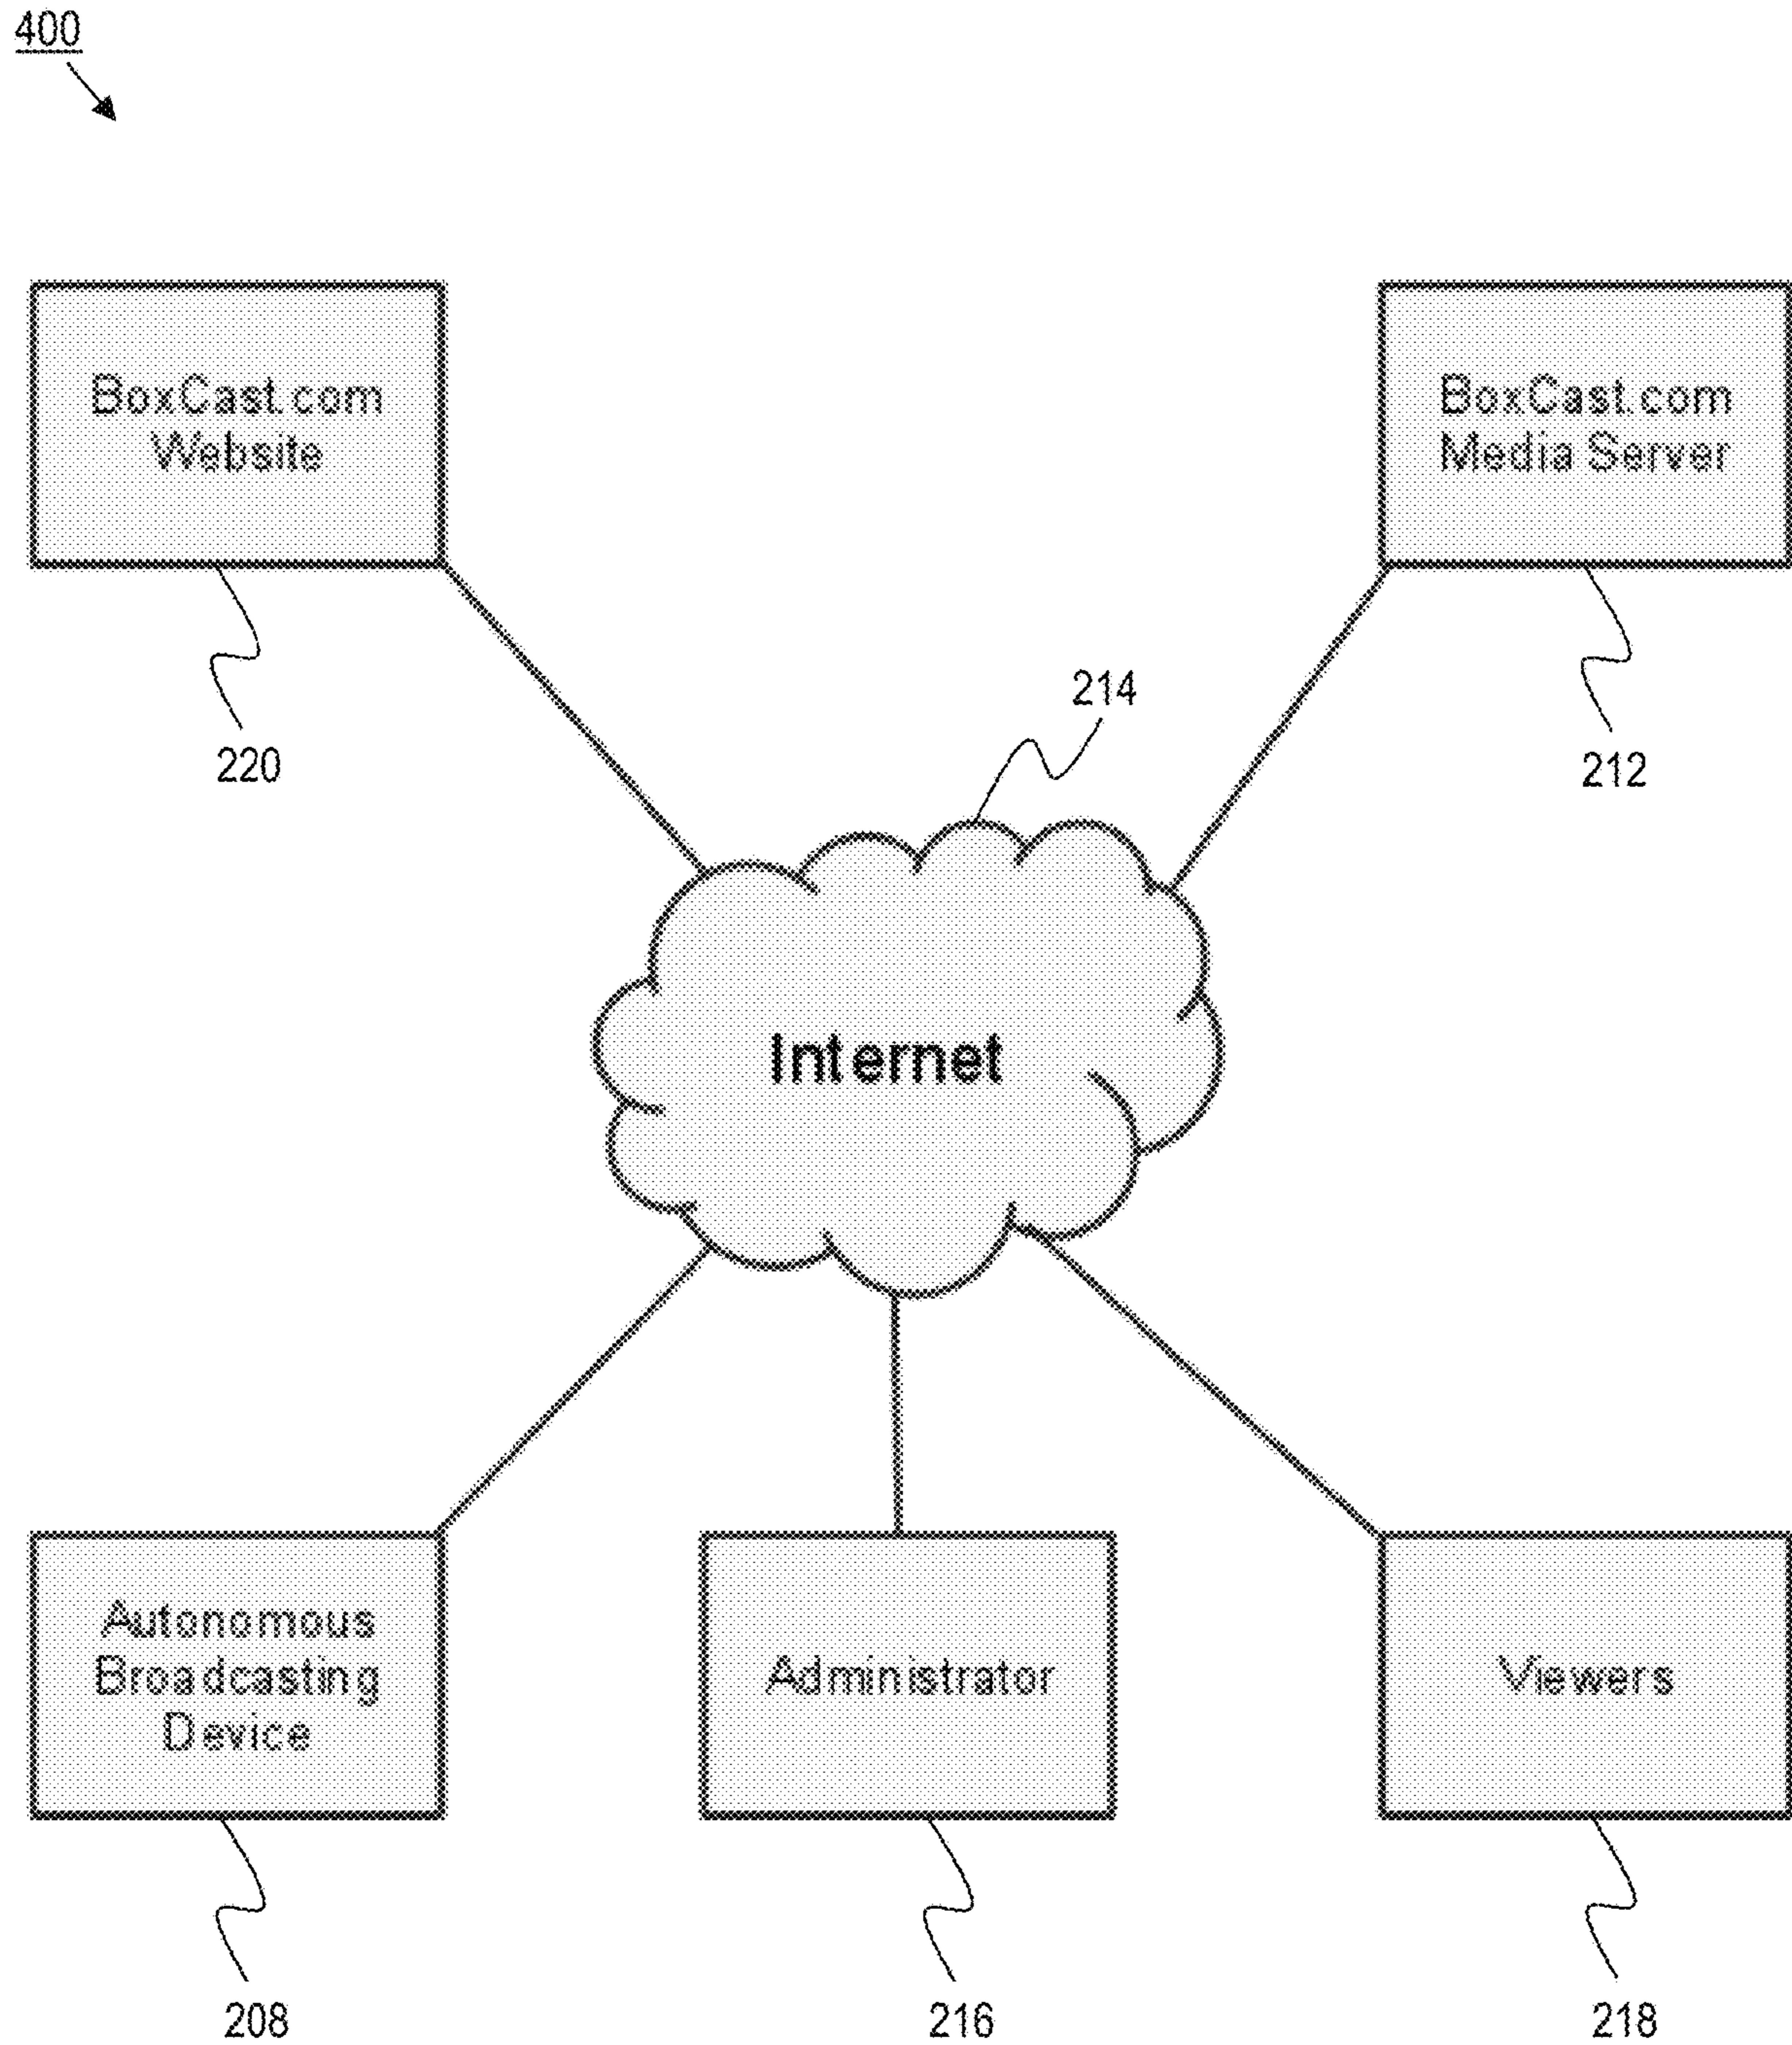 400
BoxCast.com
Website
BoxCast.com
Media Server
214
220
212
Internet
Autonomous
Broadcasting
Device
Administrator
Viewers
208
216
218